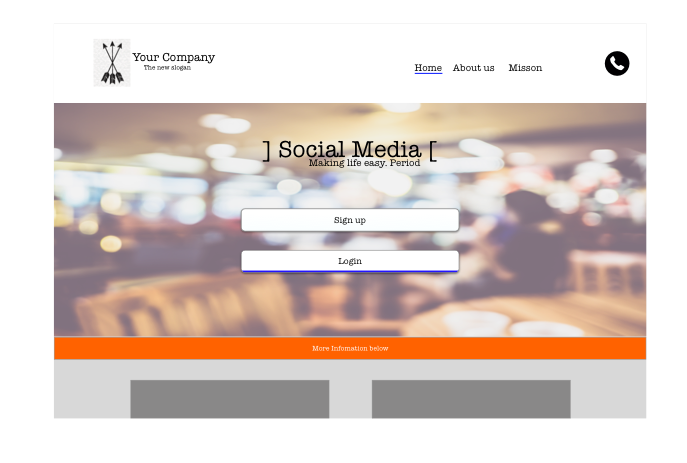 Your Company
The new slogan
Home About us Misson
] Social Media [
Making life easy. Period
Sign up
Login
More Infomation below